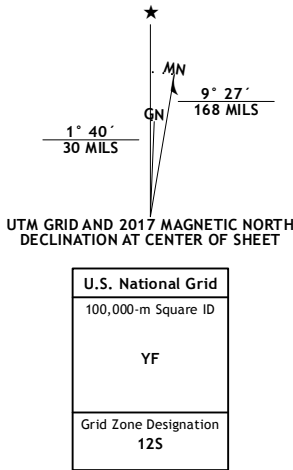 MN
GN
9° 27´
168 MILS
1° 40´
30 MILS
UTM GRID AND 2017 MAGNETIC NORTH
DECLINATION AT CENTER OF SHEET
U.S. National Grid
100,000-m Square ID
YF
Grid Zone Designation
12S